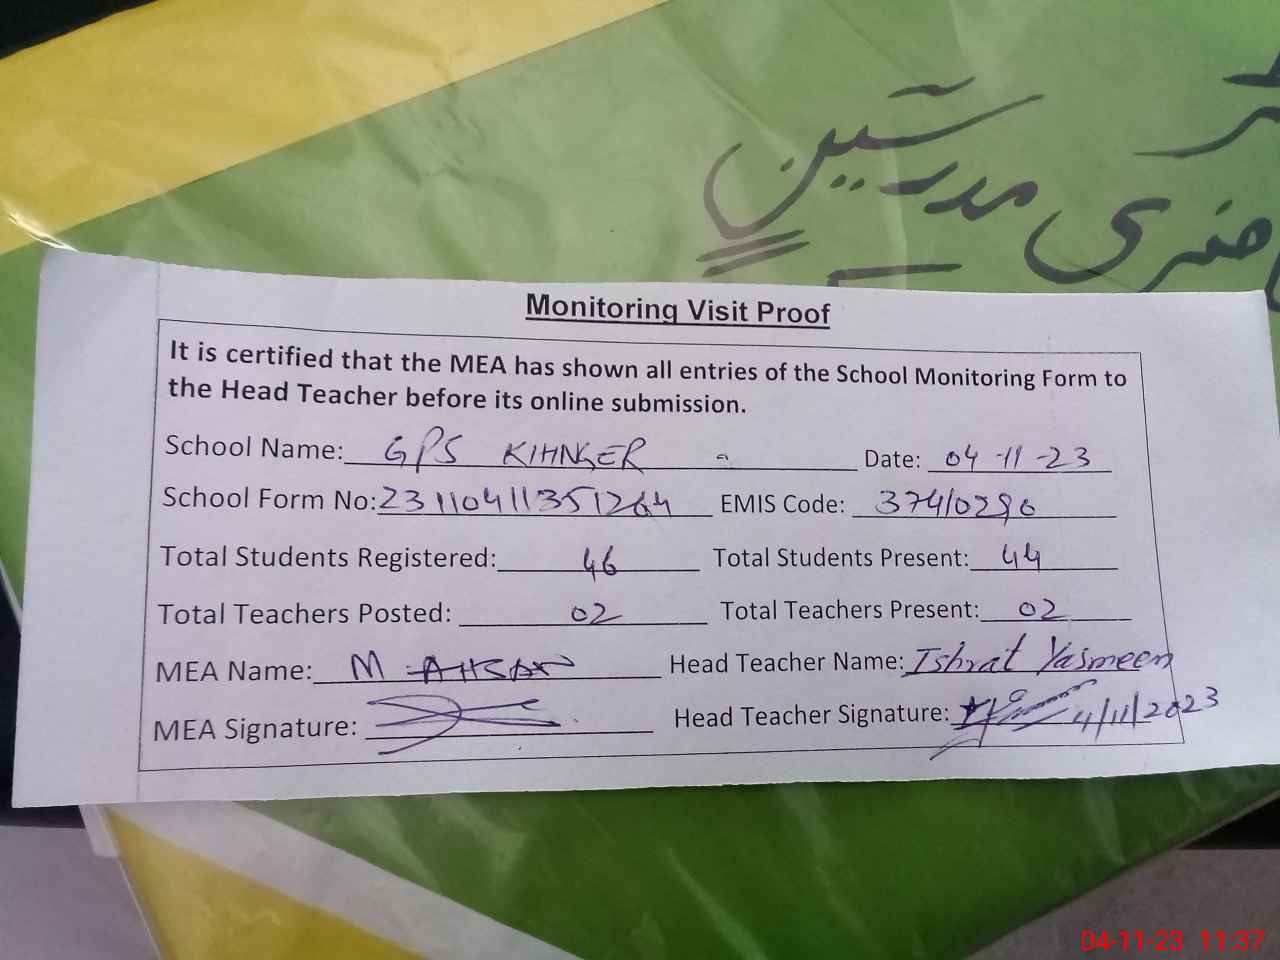 حاضری مدرسین
Monitoring Visit Proof
It is certified that the MEA has shown all entries of the School Monitoring Form to
the Head Teacher before its online submission.
School Name: GPS KIHNGER Date: 04-11-23
School Form No: 23110411351264 EMIS Code: 37410290
Total Students Registered: 46 Total Students Present: 44
Total Teachers Posted: 02 Total Teachers Present: 02
MEA Name: M AHSAN Head Teacher Name: Ishrat Yasmeen
MEA Signature: Head Teacher Signature: 4/11/2023
04-11-23 11:37